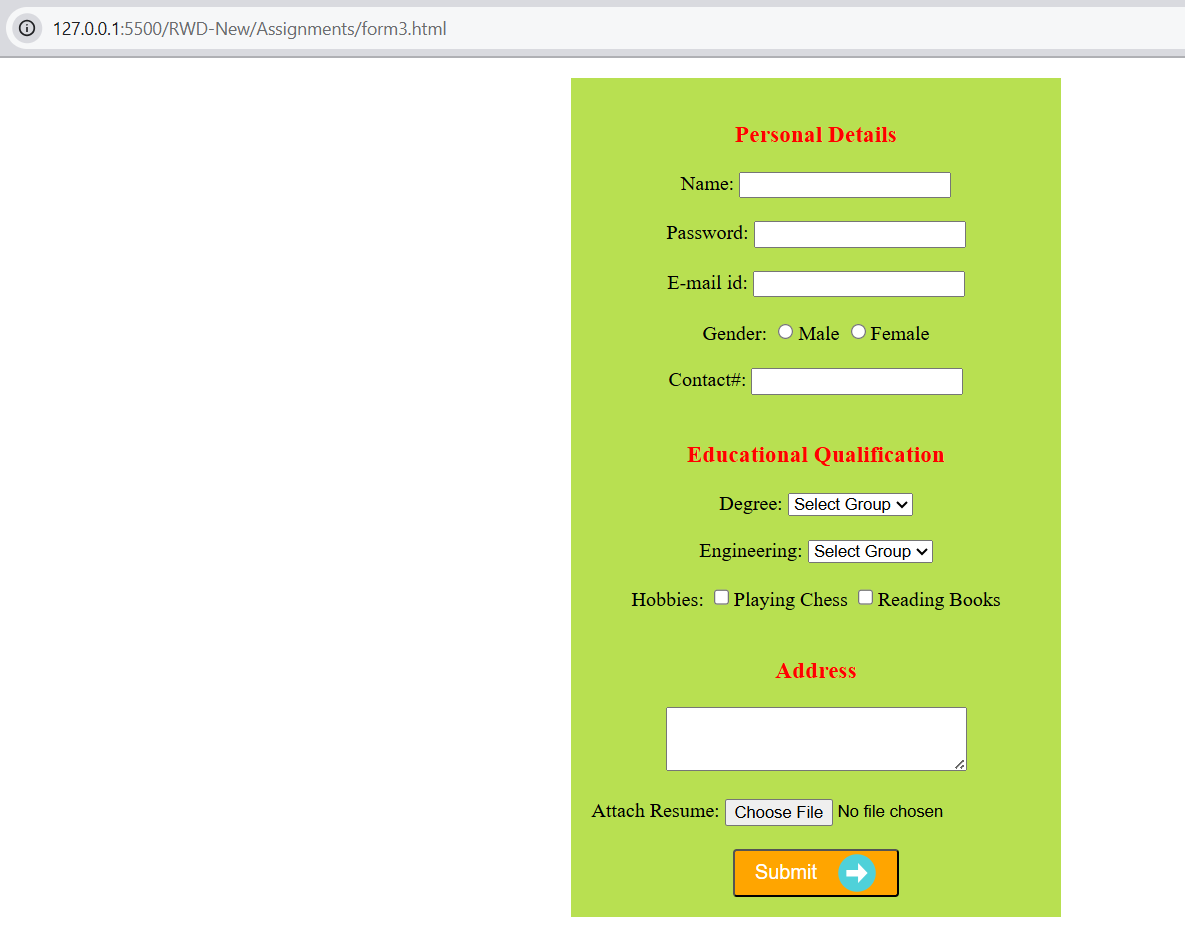 127.0.0.1:5500/RWD-New/Assignments/form3.html
Personal Details
Name:
Password:
E-mail id:
Gender: Male Female
Contact#:
Educational Qualification
Degree: Select Group
Engineering: Select Group
Hobbies: Playing Chess Reading Books
Address
Attach Resume: Choose File No file chosen
Submit